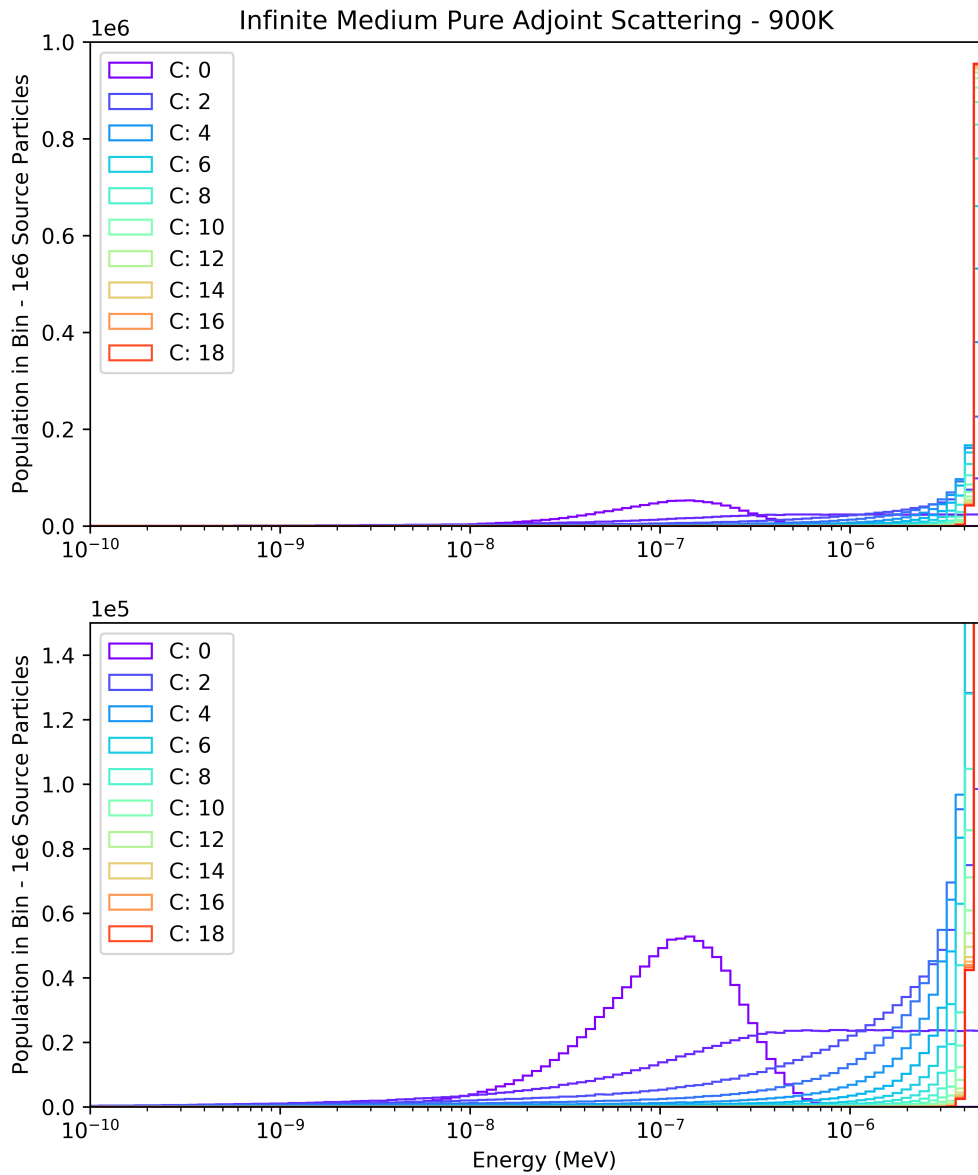 Infinite Medium Pure Adjoint Scattering - 900K
1e6
1.0
0.8
0.6
0.4
0.2
0.0
Population in Bin - 1e6 Source Particles
C: 0
C: 2
C: 4
C: 6
C: 8
C: 10
C: 12
C: 14
C: 16
C: 18
10⁻¹⁰ 10⁻⁹ 10⁻⁸ 10⁻⁷ 10⁻⁶
1e5
1.4
1.2
1.0
0.8
0.6
0.4
0.2
0.0
Population in Bin - 1e6 Source Particles
C: 0
C: 2
C: 4
C: 6
C: 8
C: 10
C: 12
C: 14
C: 16
C: 18
10⁻¹⁰ 10⁻⁹ 10⁻⁸ 10⁻⁷ 10⁻⁶
Energy (MeV)